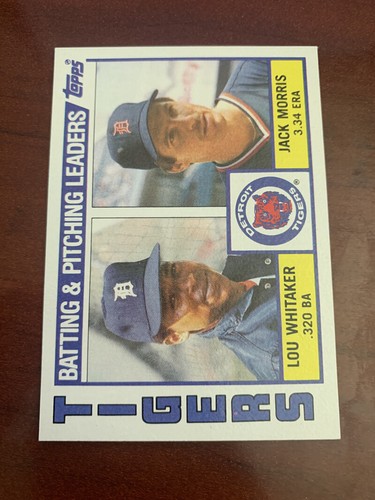 TIGERS
BATTING & PITCHING LEADERS
topps®
D
D
LOU WHITAKER
.320 BA
DETROIT
TIGERS ®
JACK MORRIS
3.34 ERA